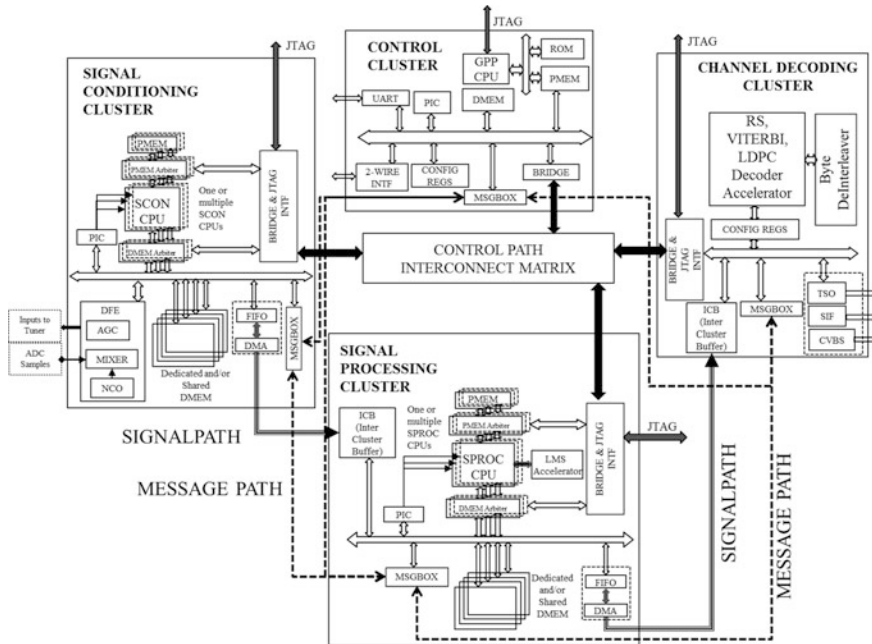 JTAG
SIGNAL
CONDITIONING
CLUSTER
PMEM
PMEM Arbiter
SCON
CPU
One or
multiple
SCON
CPUs
PIC
DMEM Arbiter
BRIDGE & JTAG
INTF
DFE
AGC
MIXER
NCO
Inputs to
Tuner
ADC
Samples
Dedicated and/or
Shared
DMEM
FIFO
DMA
MSGBOX
CONTROL
CLUSTER
JTAG
GPP
CPU
ROM
PMEM
UART
PIC
DMEM
2-WIRE
INTF
CONFIG
REGS
MSGBOX
BRIDGE
CONTROL PATH
INTERCONNECT MATRIX
JTAG
CHANNEL DECODING
CLUSTER
RS,
VITERBI,
LDPC
Decoder
Accelerator
Byte
DeInterleaver
CONFIG REGS
BRIDGE &
JTAG
INTF
ICB
(Inter
Cluster
Buffer)
MSGBOX
TSO
SIF
CVBS
SIGNAL
PROCESSING
CLUSTER
PMEM
PMEM Arbiter
One or
multiple
SPROC
CPUs
SPROC
CPU
LMS
Accelerator
ICB
(Inter
Cluster
Buffer)
PIC
DMEM Arbiter
BRIDGE & JTAG
INTF
JTAG
MSGBOX
Dedicated
and/or
Shared
DMEM
FIFO
DMA
SIGNALPATH
MESSAGE PATH
SIGNALPATH
MESSAGE PATH